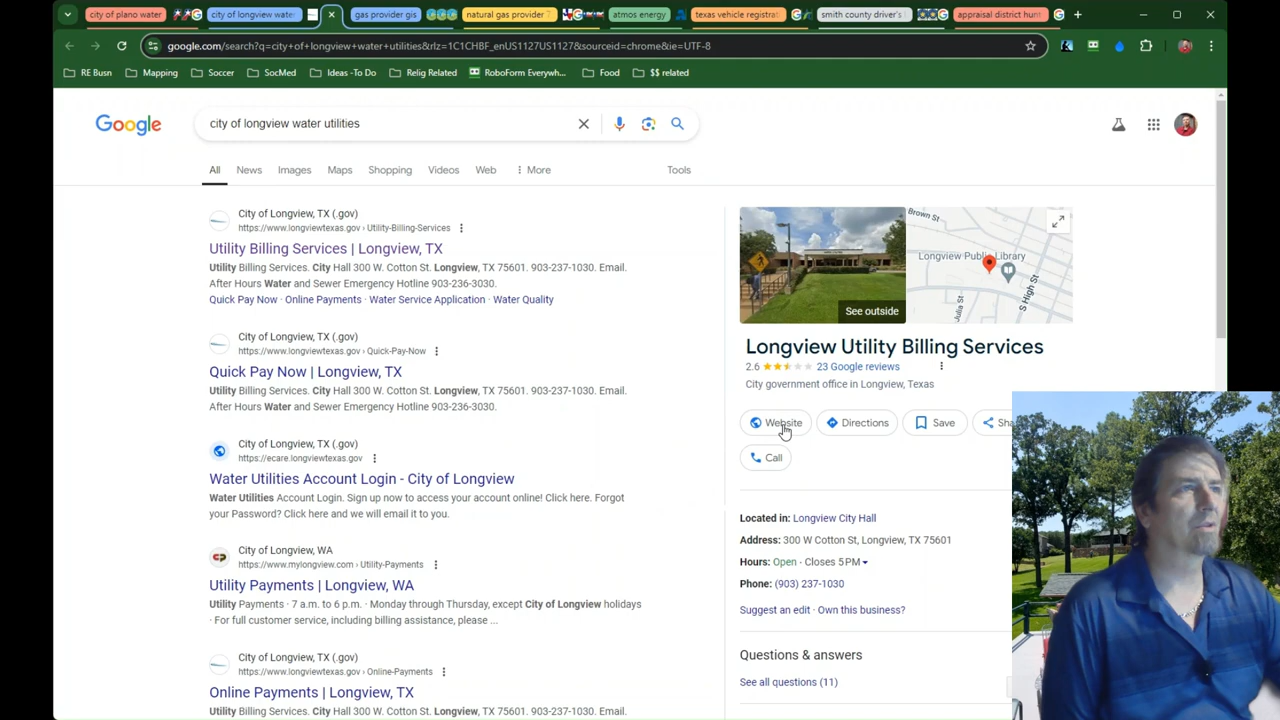 city of plano water
city of longview water
gas provider gis
natural gas provider
atmos energy
texas vehicle registrat
smith county driver's
appraisal district hunt
google.com/search?q=city+of+longview+water+utilities&rlz=1C1CHBF_enUS1127US1127&sourceid=chrome&ie=UTF-8
RE Busn
Mapping
Soccer
SocMed
Ideas -To Do
Relig Related
RoboForm Everywh...
Food
$$ related
Google
city of longview water utilities
All
News
Images
Maps
Shopping
Videos
Web
More
Tools
City of Longview, TX (.gov)
https://www.longviewtexas.gov › Utility-Billing-Services
Utility Billing Services | Longview, TX
Utility Billing Services. City Hall 300 W. Cotton St. Longview, TX 75601. 903-237-1030. Email.
After Hours Water and Sewer Emergency Hotline 903-236-3030.
Quick Pay Now · Online Payments · Water Service Application · Water Quality
City of Longview, TX (.gov)
https://www.longviewtexas.gov › Quick-Pay-Now
Quick Pay Now | Longview, TX
Utility Billing Services. City Hall 300 W. Cotton St. Longview, TX 75601. 903-237-1030. Email.
After Hours Water and Sewer Emergency Hotline 903-236-3030.
City of Longview, TX (.gov)
https://ecare.longviewtexas.gov
Water Utilities Account Login - City of Longview
Water Utilities Account Login. Sign up now to access your account online! Click here. Forgot
your Password? Click here and we will email it to you.
City of Longview, WA
https://www.mylongview.com › Utility-Payments
Utility Payments | Longview, WA
Utility Payments · 7 a.m. to 6 p.m. · Monday through Thursday, except City of Longview holidays
· For full customer service, including billing assistance, please ...
City of Longview, TX (.gov)
https://www.longviewtexas.gov › Online-Payments
Online Payments | Longview, TX
Utility Billing Services. City Hall 300 W. Cotton St. Longview, TX 75601. 903-237-1030. Email.
See outside
Brown St
Longview Public Library
Julia St
S High St
Longview Utility Billing Services
2.6
23 Google reviews
City government office in Longview, Texas
Website
Directions
Save
Sha
Call
Located in: Longview City Hall
Address: 300 W Cotton St, Longview, TX 75601
Hours: Open · Closes 5 PM
Phone: (903) 237-1030
Suggest an edit · Own this business?
Questions & answers
See all questions (11)